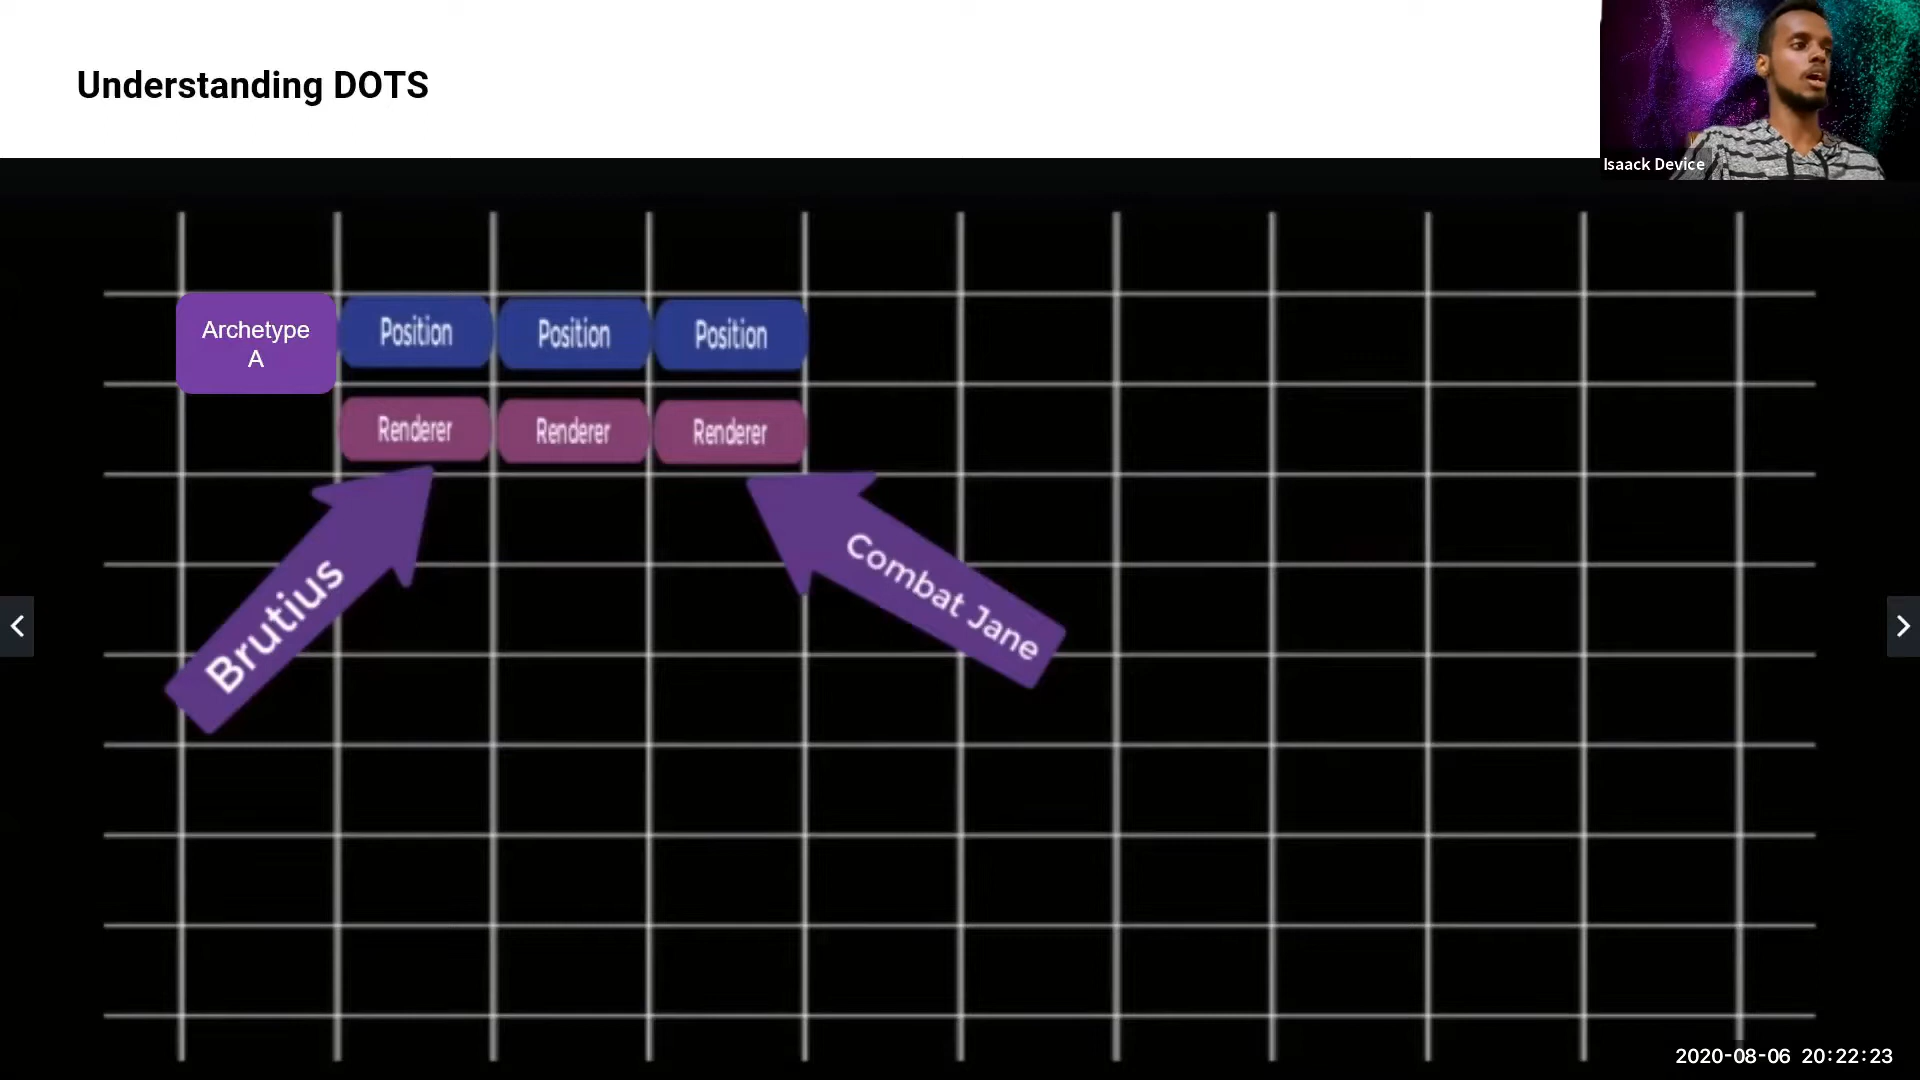 Understanding DOTS
Isaack Device
Archetype
A
Position
Position
Position
Renderer
Renderer
Renderer
Brutius
Combat Jane
2020-08-06 20:22:23